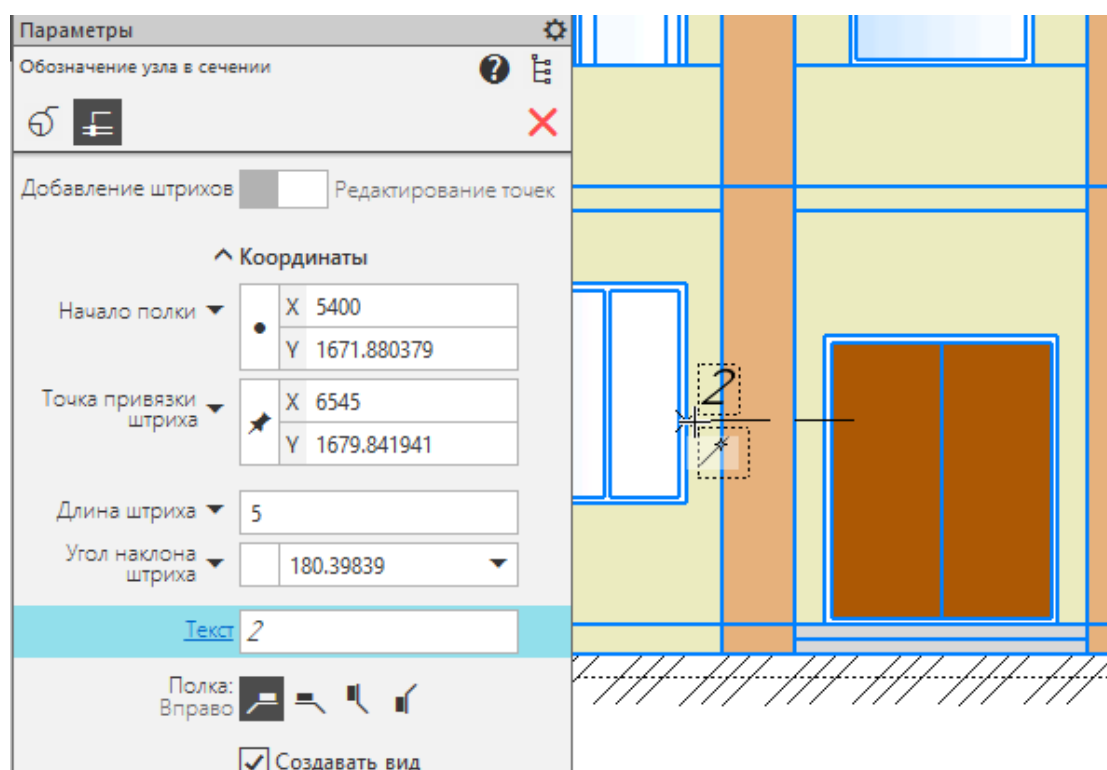 Параметры
Обозначение узла в сечении
Добавление штрихов Редактирование точек
Координаты
Начало полки X 5400
Y 1671.880379
Точка привязки штриха X 6545
Y 1679.841941
Длина штриха 5
Угол наклона штриха 180.39839
Текст 2
Полка:
Вправо
Создавать вид
2